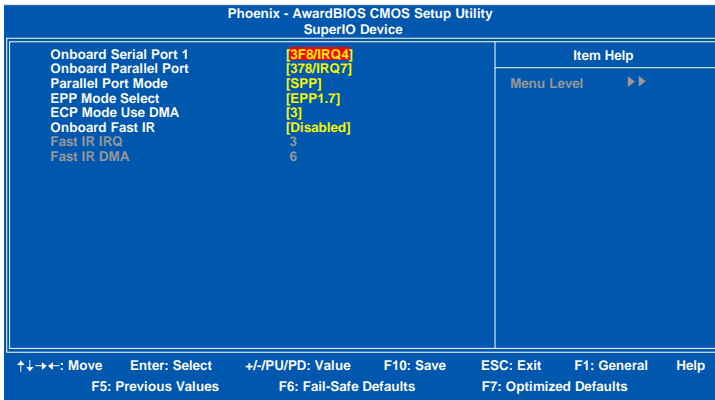 Phoenix - AwardBIOS CMOS Setup Utility
SuperIO Device
Onboard Serial Port 1 [3F8/IRQ4]
Onboard Parallel Port [378/IRQ7]
Parallel Port Mode [SPP]
EPP Mode Select [EPP1.7]
ECP Mode Use DMA [3]
Onboard Fast IR [Disabled]
Fast IR IRQ 3
Fast IR DMA 6
Item Help
Menu Level ▶▶
↑↓→←: Move Enter: Select +/-/PU/PD: Value F10: Save ESC: Exit F1: General Help
F5: Previous Values F6: Fail-Safe Defaults F7: Optimized Defaults